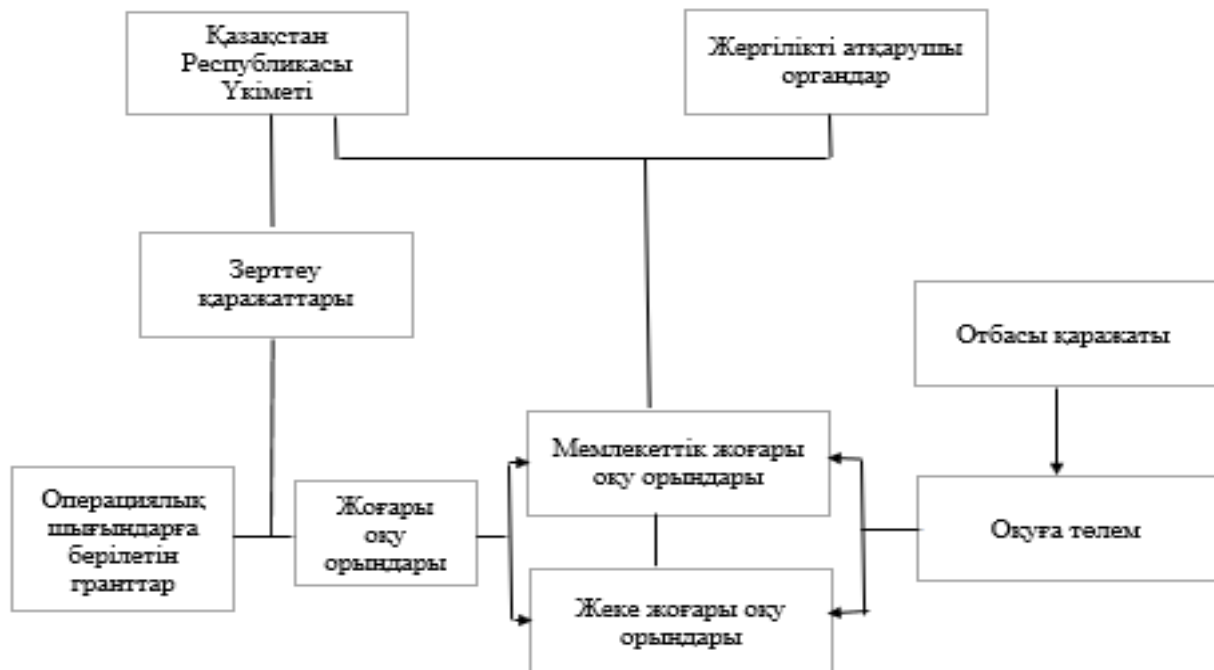 Қазақстан
Республикасы
Үкіметі
Жергілікті атқарушы
органдар
Зерттеу
қаражаттары
Отбасы қаражаты
Мемлекеттік жоғары
оқу орындары
Операциялық
шығындарға
берілетін
гранттар
Жоғары
оқу
орындары
Оқуға төлем
Жеке жоғары оқу
орындары